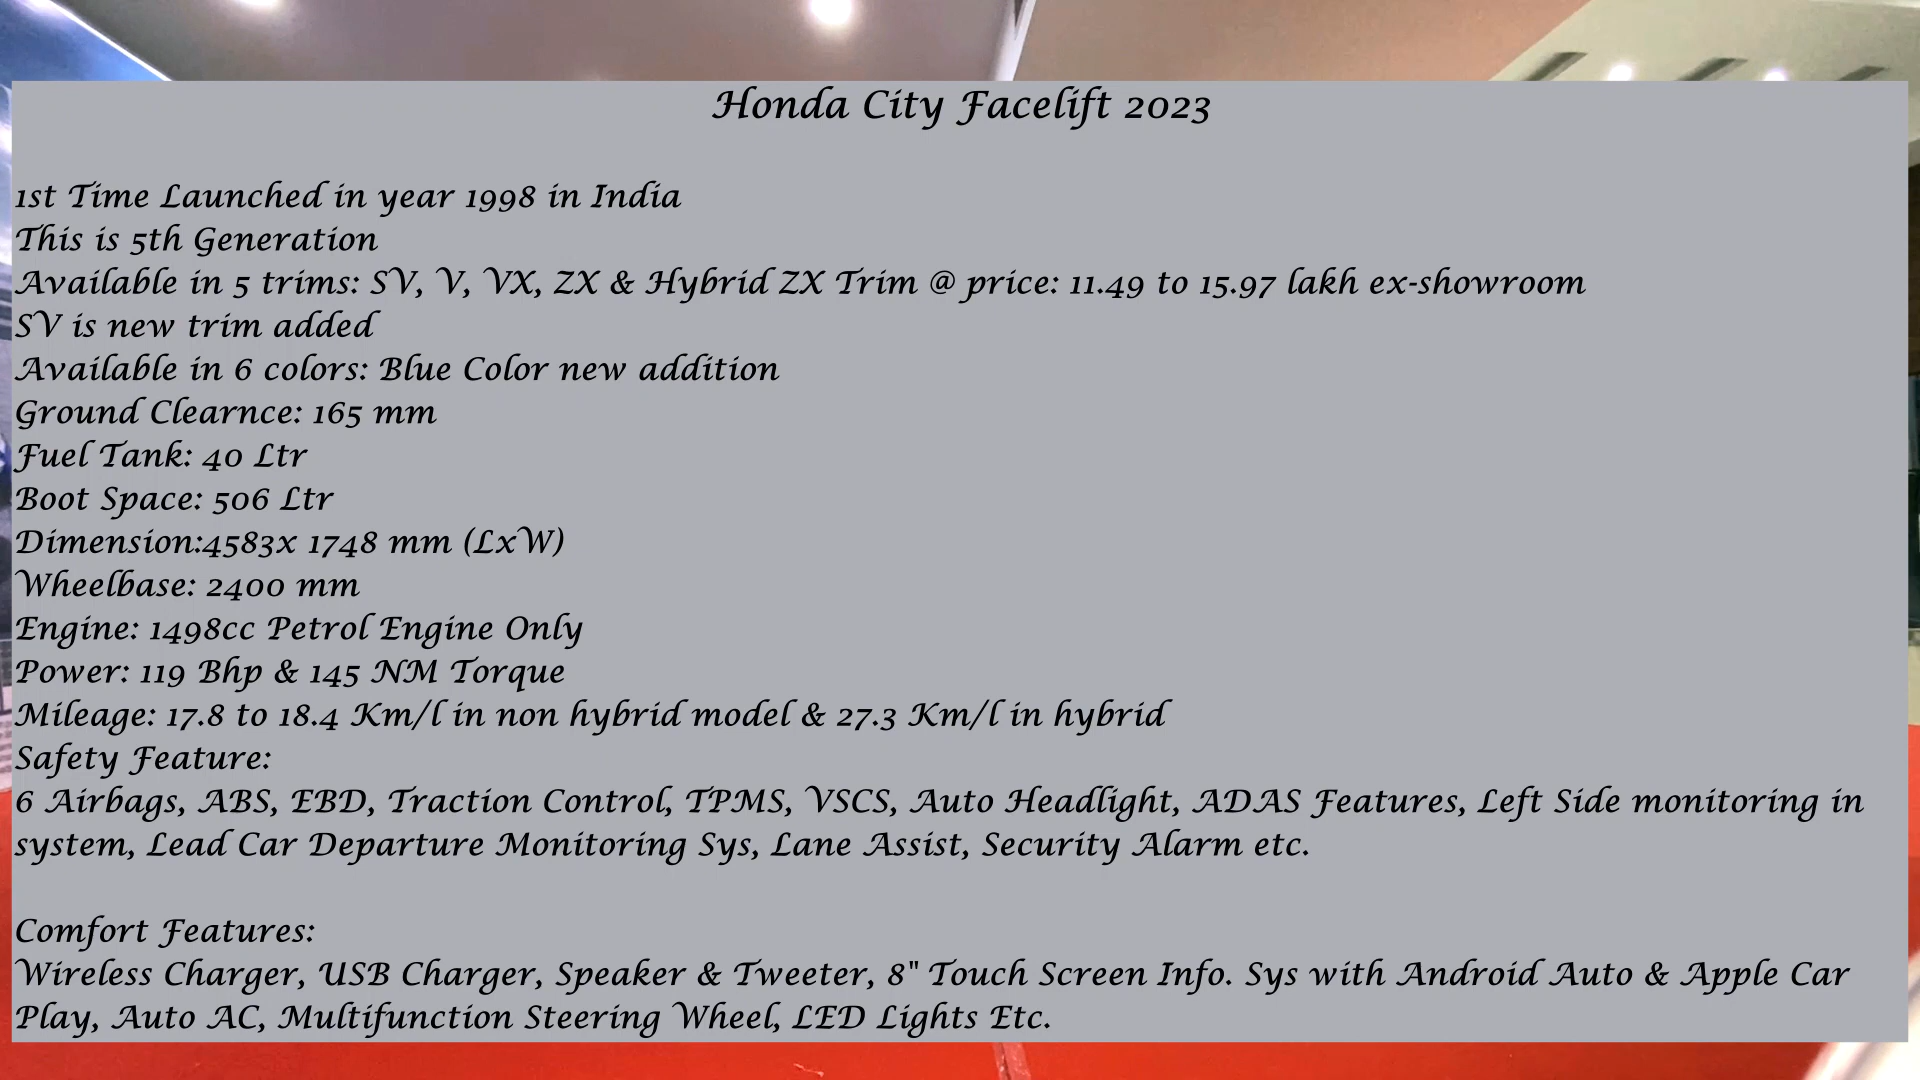 Honda City Facelift 2023
1st Time Launched in year 1998 in India
This is 5th Generation
Available in 5 trims: SV, V, VX, ZX & Hybrid ZX Trim @ price: 11.49 to 15.97 lakh ex-showroom
SV is new trim added
Available in 6 colors: Blue Color new addition
Ground Clearnce: 165 mm
Fuel Tank: 40 Ltr
Boot Space: 506 Ltr
Dimension:4583x 1748 mm (LxW)
Wheelbase: 2400 mm
Engine: 1498cc Petrol Engine Only
Power: 119 Bhp & 145 NM Torque
Mileage: 17.8 to 18.4 Km/l in non hybrid model & 27.3 Km/l in hybrid
Safety Feature:
6 Airbags, ABS, EBD, Traction Control, TPMS, VSCS, Auto Headlight, ADAS Features, Left Side monitoring in
system, Lead Car Departure Monitoring Sys, Lane Assist, Security Alarm etc.
Comfort Features:
Wireless Charger, USB Charger, Speaker & Tweeter, 8" Touch Screen Info. Sys with Android Auto & Apple Car
Play, Auto AC, Multifunction Steering Wheel, LED Lights Etc.